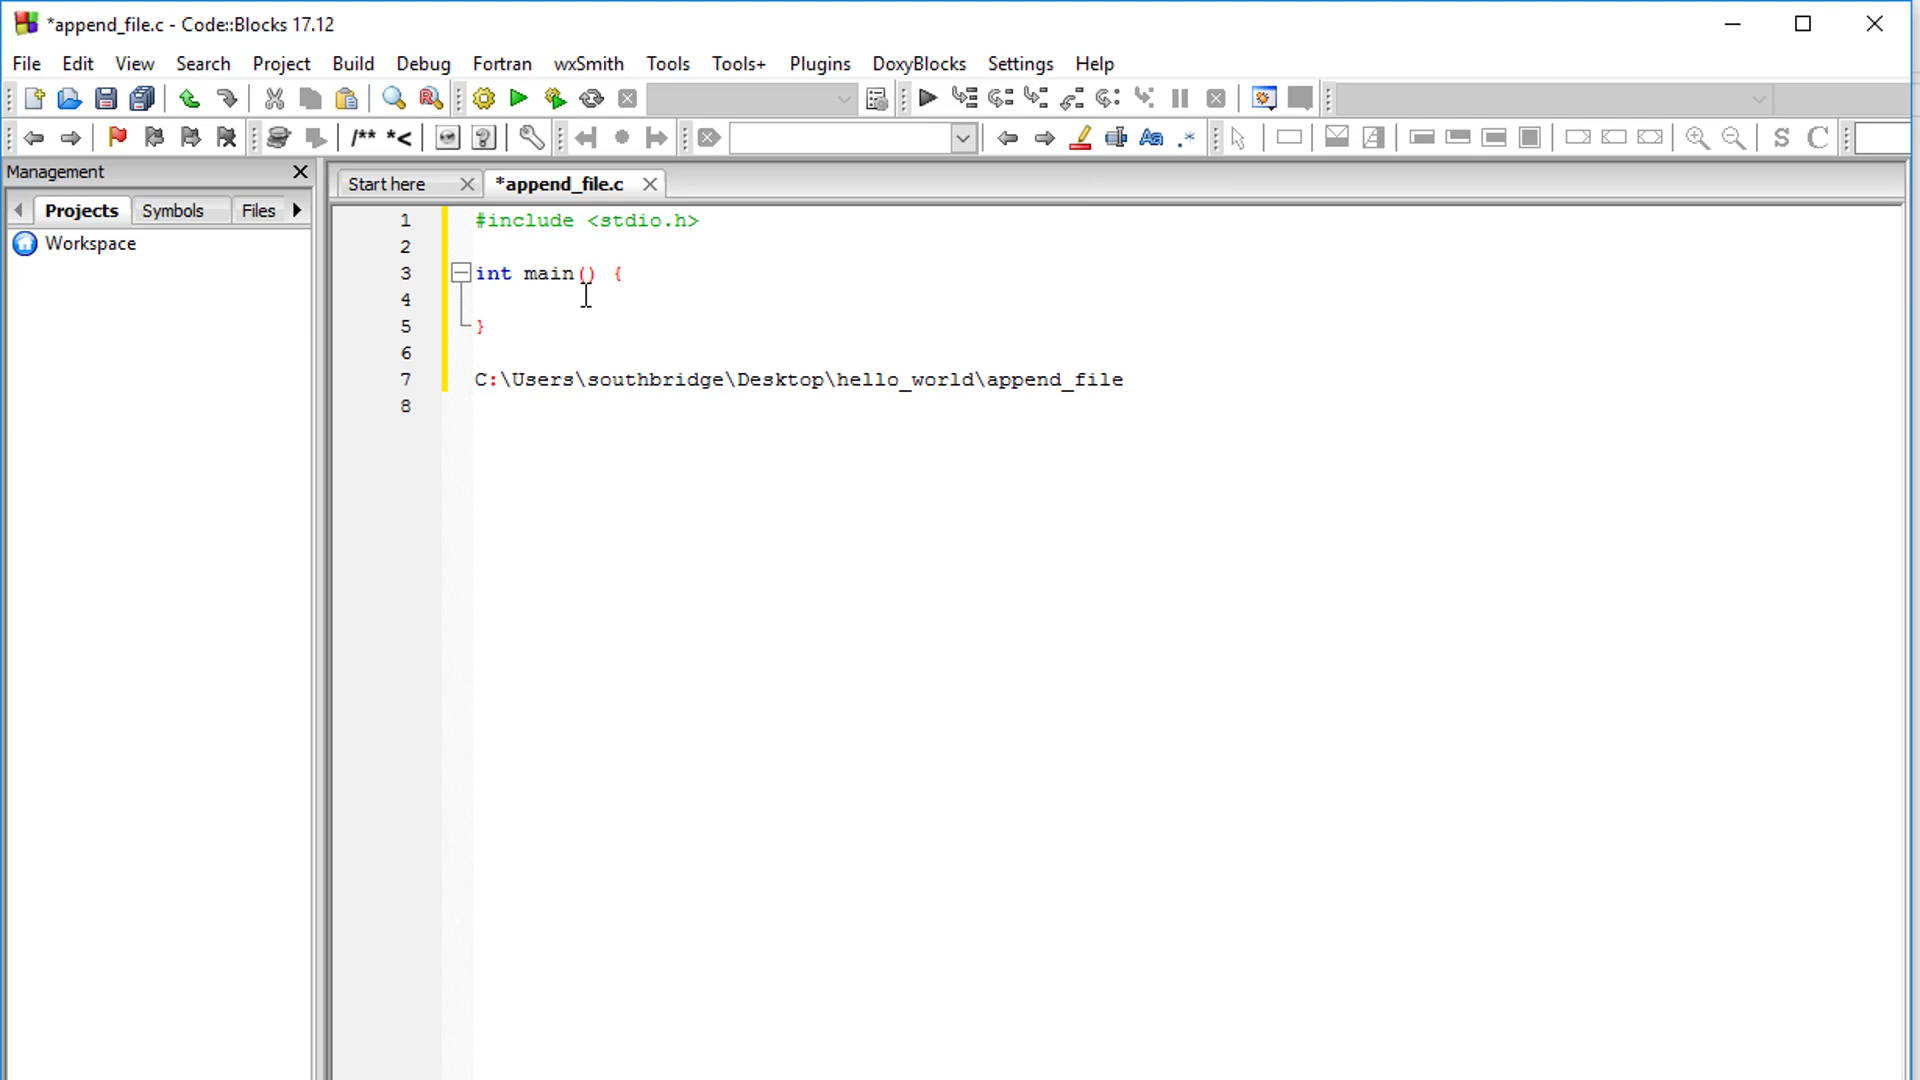 *append_file.c - Code::Blocks 17.12
File Edit View Search Project Build Debug Fortran wxSmith Tools Tools+ Plugins DoxyBlocks Settings Help
/** *< Aa .* S C
Management
Projects Symbols Files
Workspace
Start here *append_file.c
1 #include <stdio.h>
2
3 int main() {
4
5 }
6
7 C:\Users\southbridge\Desktop\hello_world\append_file
8